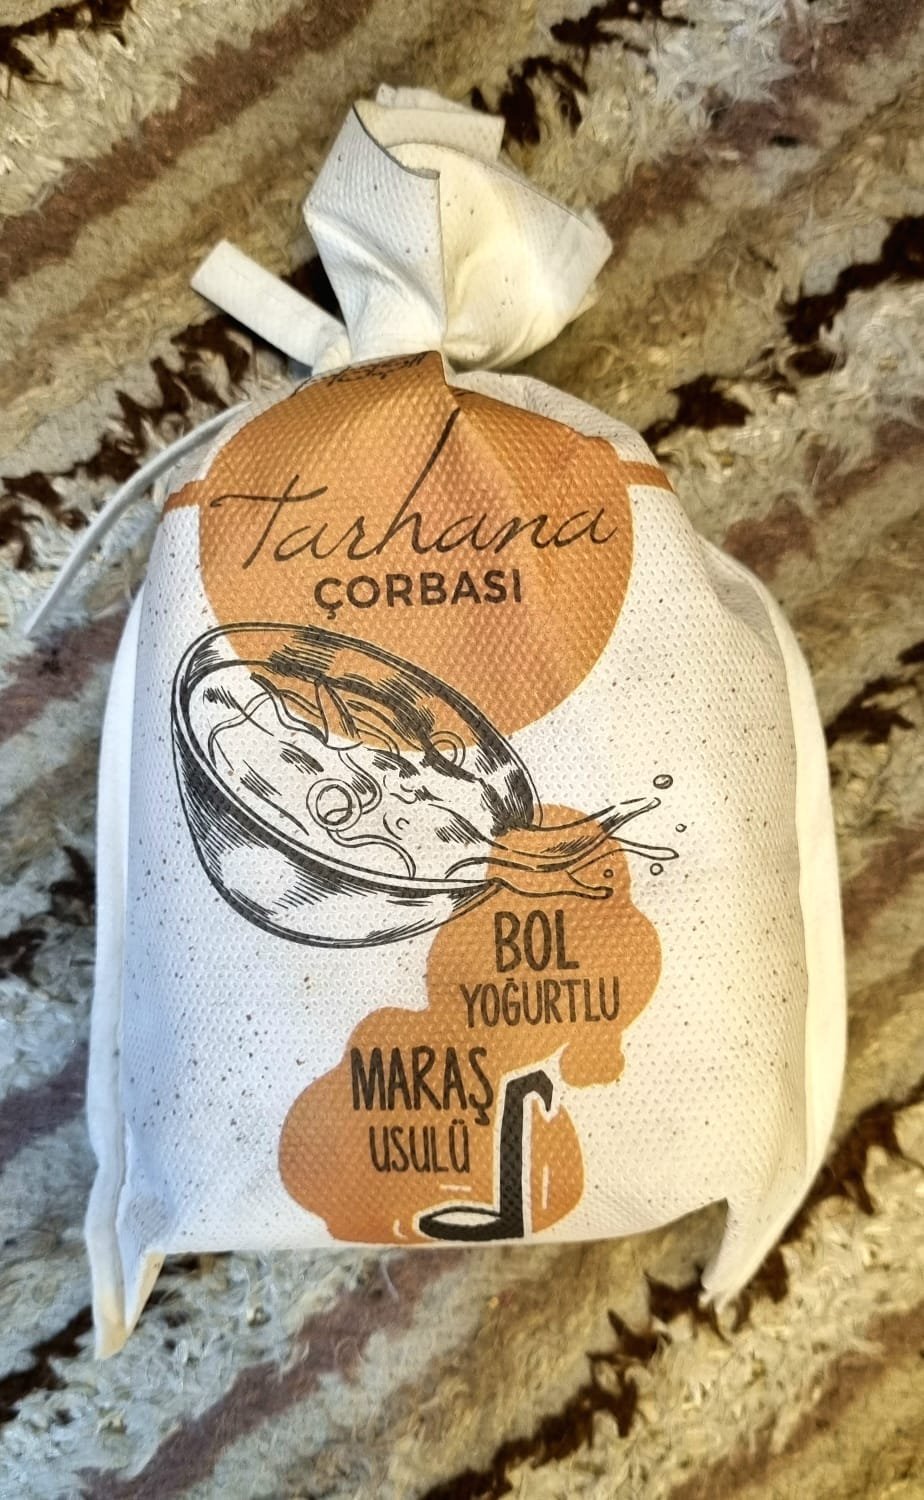 Tarhana
ÇORBASI
BOL
YOĞURTLU
MARAŞ
USULÜ